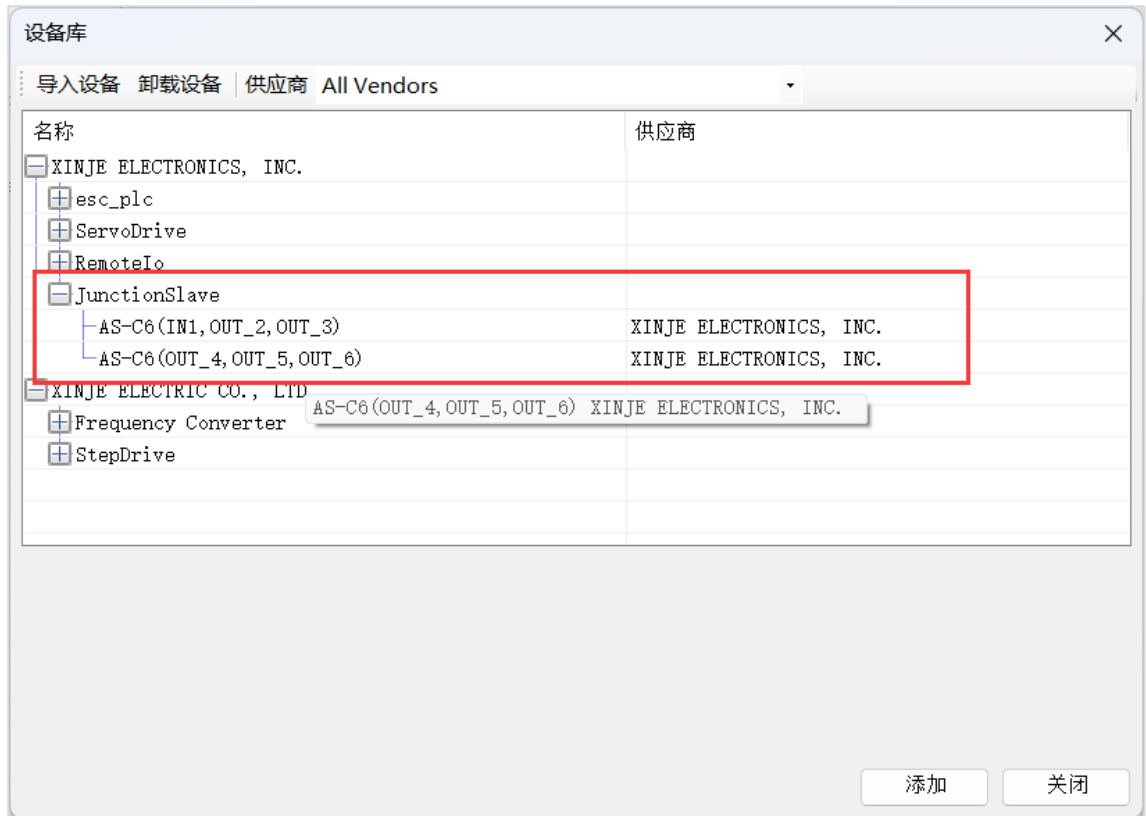 设备库
导入设备 卸载设备 供应商 All Vendors
名称 供应商
XINJE ELECTRONICS, INC.
esc_plc
ServoDrive
RemoteIo
JunctionSlave
AS-C6(IN1,OUT_2,OUT_3) XINJE ELECTRONICS, INC.
AS-C6(OUT_4,OUT_5,OUT_6) XINJE ELECTRONICS, INC.
XINJE ELECTRIC CO., LTD
AS-C6(OUT_4,OUT_5,OUT_6) XINJE ELECTRONICS, INC.
Frequency Converter
StepDrive
添加 关闭